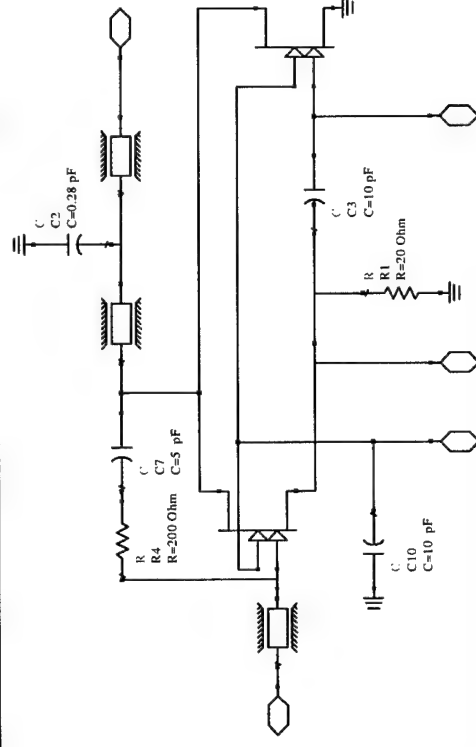 C
C2
C=0.28 pF
C
C7
C=5 pF
R
R4
R=200 Ohm
C
C3
C=10 pF
R
R1
R=20 Ohm
C
C10
C=10 pF